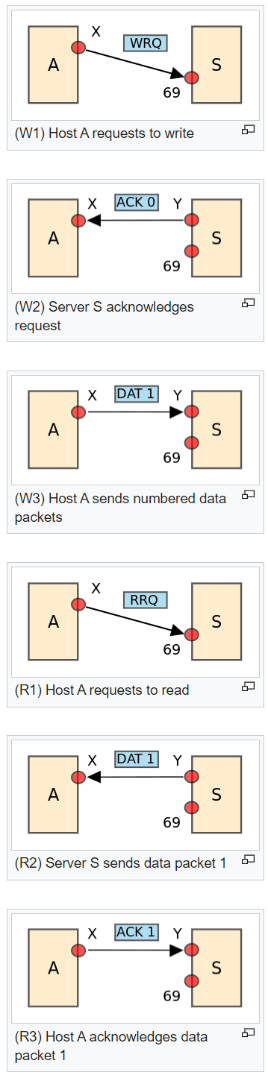 X
WRQ
A
S
69
(W1) Host A requests to write
X
ACK 0
Y
A
S
69
(W2) Server S acknowledges
request
X
DAT 1
Y
A
S
69
(W3) Host A sends numbered data
packets
X
RRQ
A
S
69
(R1) Host A requests to read
X
DAT 1
Y
A
S
69
(R2) Server S sends data packet 1
X
ACK 1
Y
A
S
69
(R3) Host A acknowledges data
packet 1